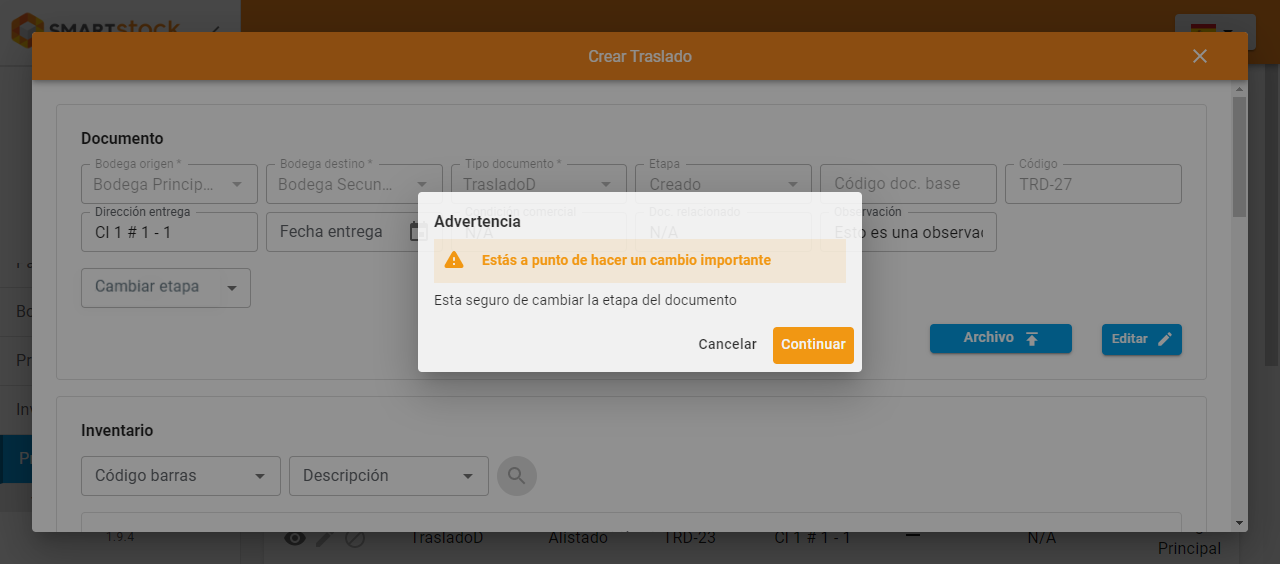 SMARTstock
Crear Traslado
Documento
Bodega origen * Bodega destino * Tipo documento * Etapa Código
Bodega Princip... Bodega Secun... TrasladoD Creado Código doc. base TRD-27
Dirección entrega Condición comercial Doc. relacionado Observación
Cl 1 # 1 - 1 Fecha entrega N/A N/A Esto es una observac
Advertencia
Estás a punto de hacer un cambio importante
Cambiar etapa
Esta seguro de cambiar la etapa del documento
Cancelar Continuar
Archivo Editar
Inventario
Código barras Descripción
1.9.4 TrasladoD Alistado TRD-23 Cl 1 # 1 - 1 N/A
Principal